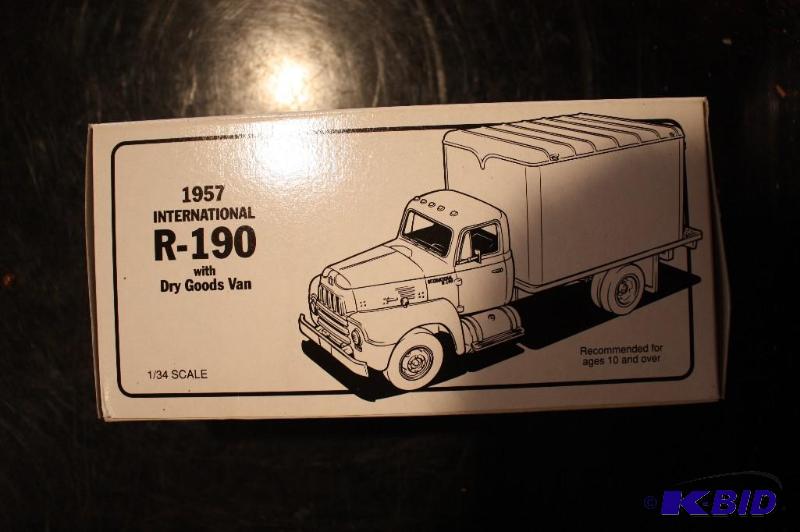 1957
INTERNATIONAL
R-190
with
Dry Goods Van
1/34 SCALE
Recommended for
ages 10 and over
© K-BID